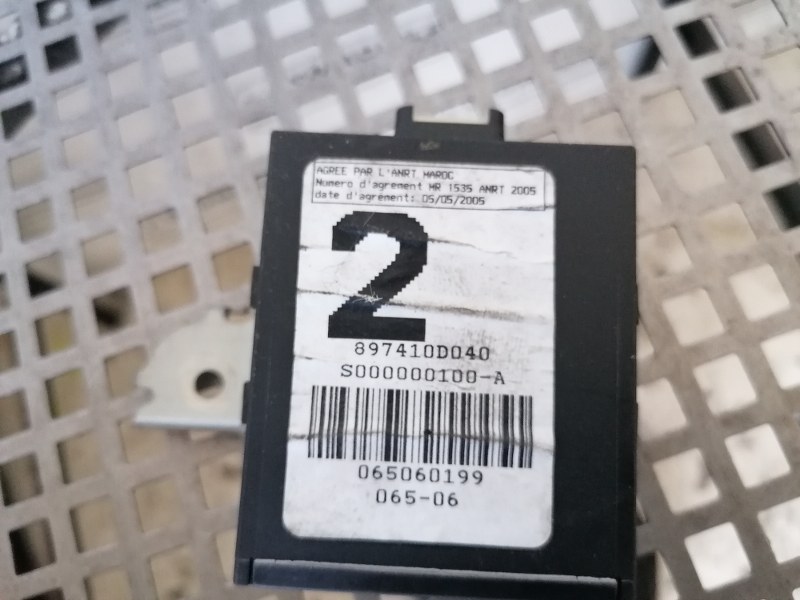 AGREE PAR L'ANRT MAROC
Numero d'agrement MR 1535 ANRT 2005
date d'agrement: 05/05/2005
2
897410D040
S000000100-A
065060199
065-06